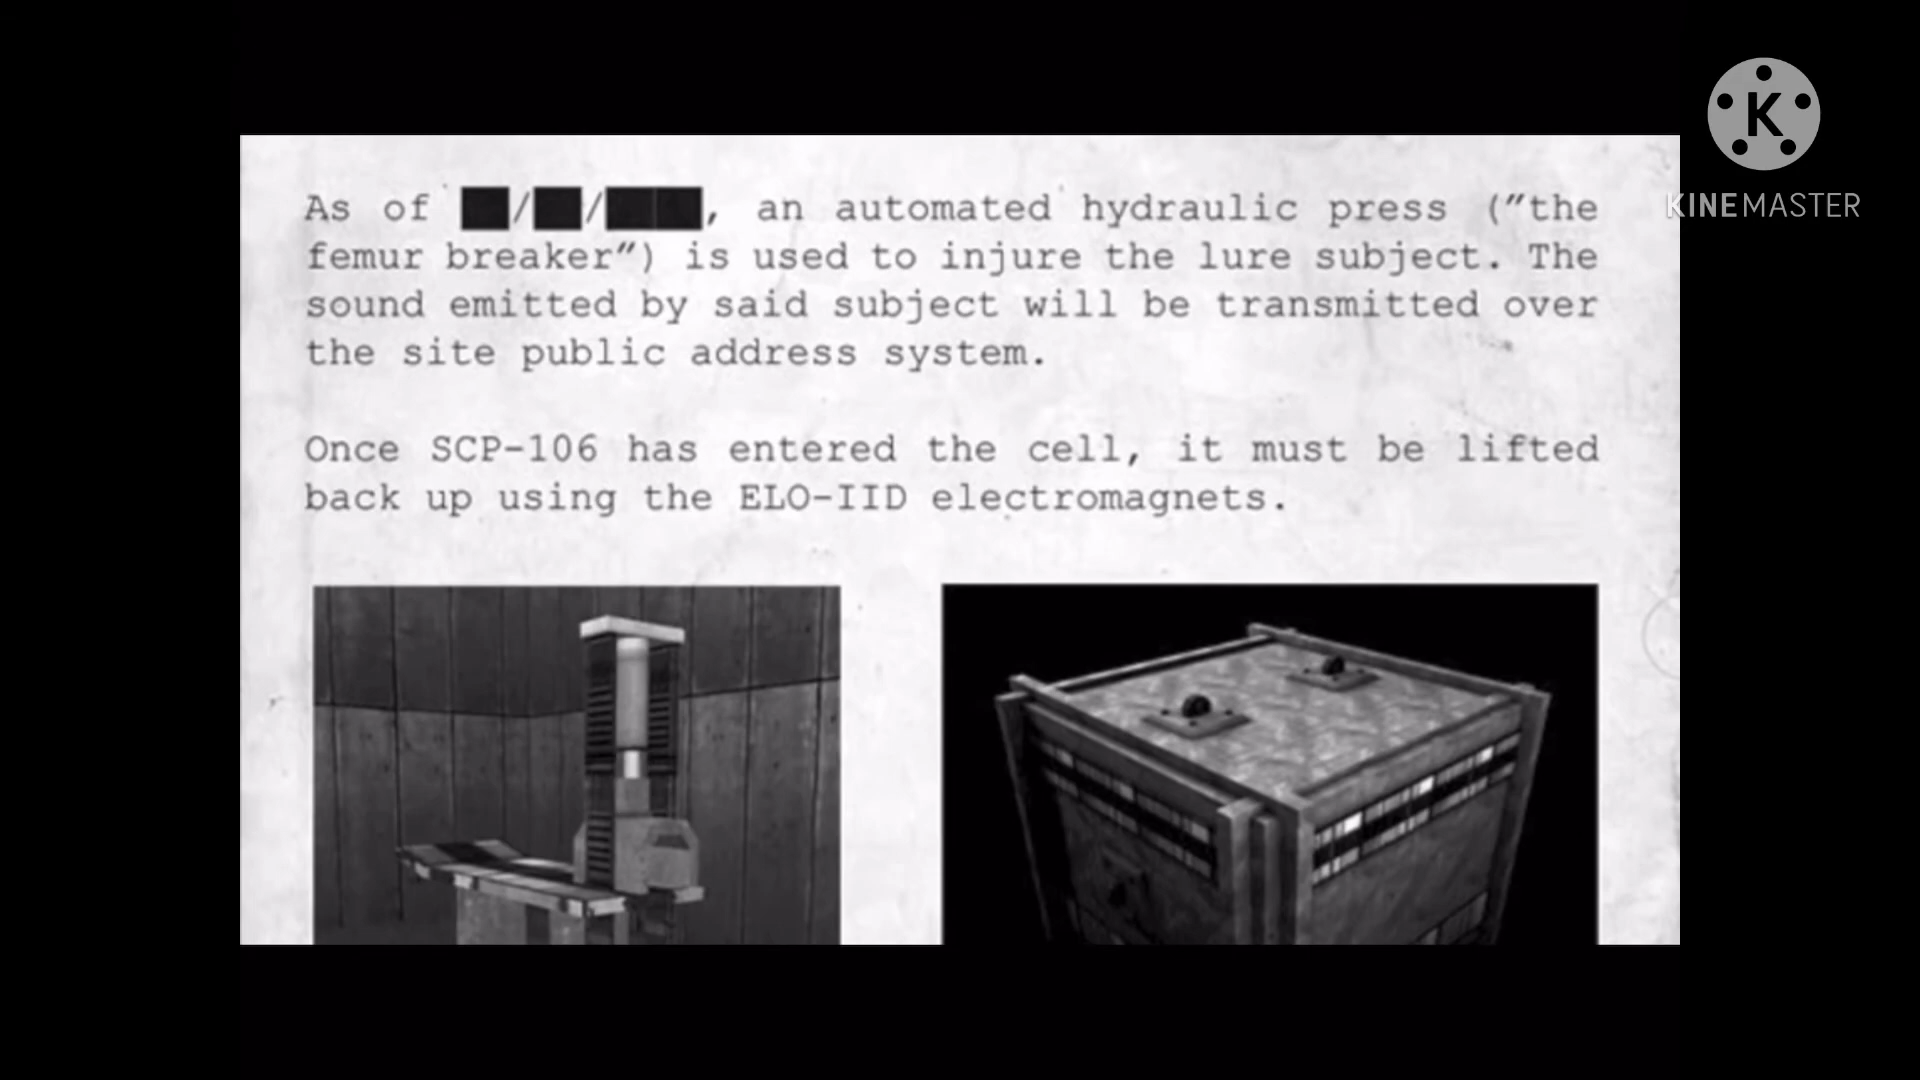 As of ██/██/████, an automated hydraulic press ("the
femur breaker") is used to injure the lure subject. The
sound emitted by said subject will be transmitted over
the site public address system.
Once SCP-106 has entered the cell, it must be lifted
back up using the ELO-IID electromagnets.
K
KINEMASTER